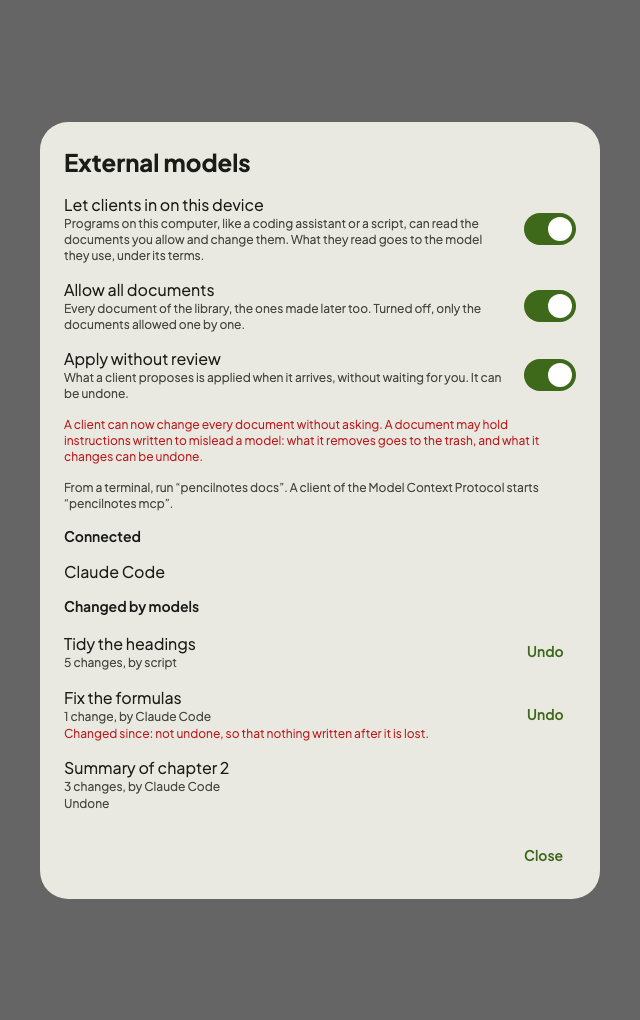 External models
Let clients in on this device
Programs on this computer, like a coding assistant or a script, can read the
documents you allow and change them. What they read goes to the model
they use, under its terms.
Allow all documents
Every document of the library, the ones made later too. Turned off, only the
documents allowed one by one.
Apply without review
What a client proposes is applied when it arrives, without waiting for you. It can
be undone.
A client can now change every document without asking. A document may hold
instructions written to mislead a model: what it removes goes to the trash, and what it
changes can be undone.
From a terminal, run “pencilnotes docs”. A client of the Model Context Protocol starts
“pencilnotes mcp”.
Connected
Claude Code
Changed by models
Tidy the headings
5 changes, by script
Undo
Fix the formulas
1 change, by Claude Code
Changed since: not undone, so that nothing written after it is lost.
Undo
Summary of chapter 2
3 changes, by Claude Code
Undone
Close